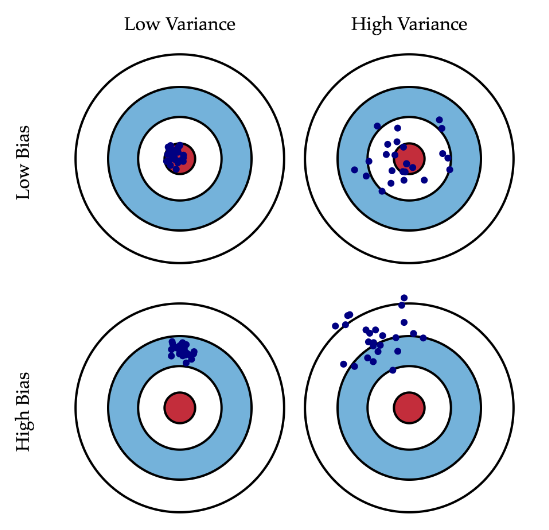 Low Variance
High Variance
Low Bias
High Bias